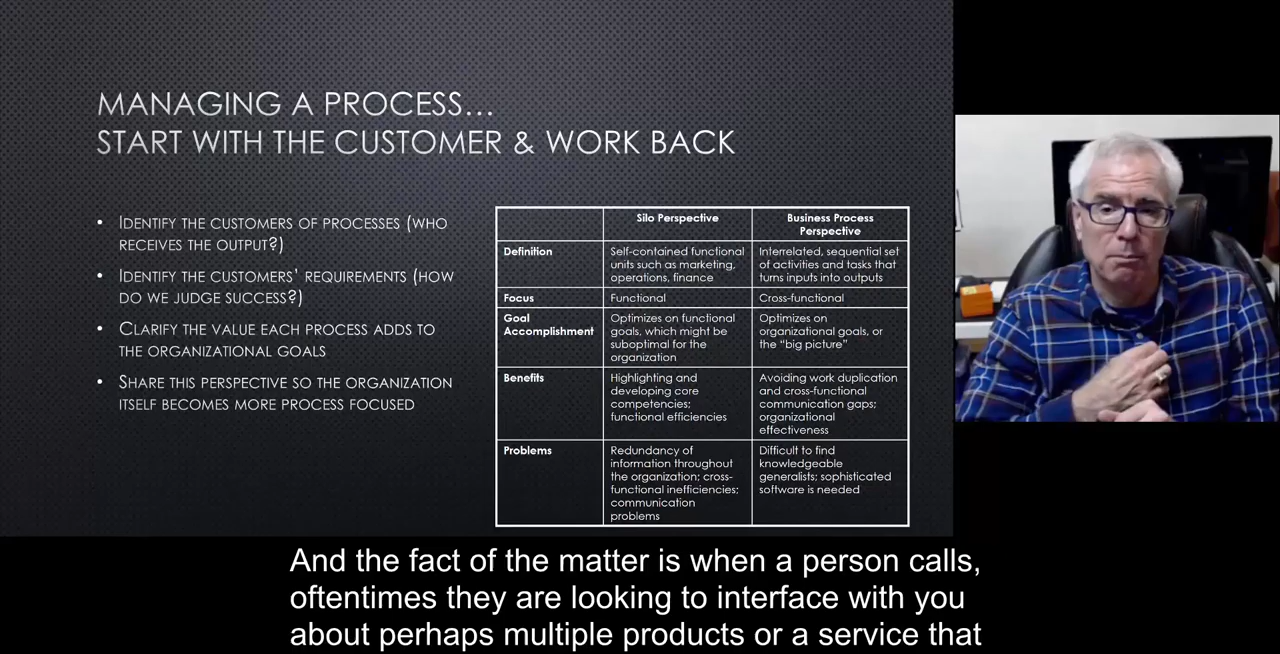 MANAGING A PROCESS…
START WITH THE CUSTOMER & WORK BACK
• IDENTIFY THE CUSTOMERS OF PROCESSES (WHO
RECEIVES THE OUTPUT?)
• IDENTIFY THE CUSTOMERS’ REQUIREMENTS (HOW
DO WE JUDGE SUCCESS?)
• CLARIFY THE VALUE EACH PROCESS ADDS TO
THE ORGANIZATIONAL GOALS
• SHARE THIS PERSPECTIVE SO THE ORGANIZATION
ITSELF BECOMES MORE PROCESS FOCUSED
Silo Perspective
Business Process
Perspective
Definition
Self-contained functional
units such as marketing,
operations, finance
Interrelated, sequential set
of activities and tasks that
turns inputs into outputs
Focus
Functional
Cross-functional
Goal
Accomplishment
Optimizes on functional
goals, which might be
suboptimal for the
organization
Optimizes on
organizational goals, or
the “big picture”
Benefits
Highlighting and
developing core
competencies;
functional efficiencies
Avoiding work duplication
and cross-functional
communication gaps;
organizational
effectiveness
Problems
Redundancy of
information throughout
the organization; cross-
functional inefficiencies;
communication
problems
Difficult to find
knowledgeable
generalists; sophisticated
software is needed
And the fact of the matter is when a person calls,
oftentimes they are looking to interface with you
about perhaps multiple products or a service that